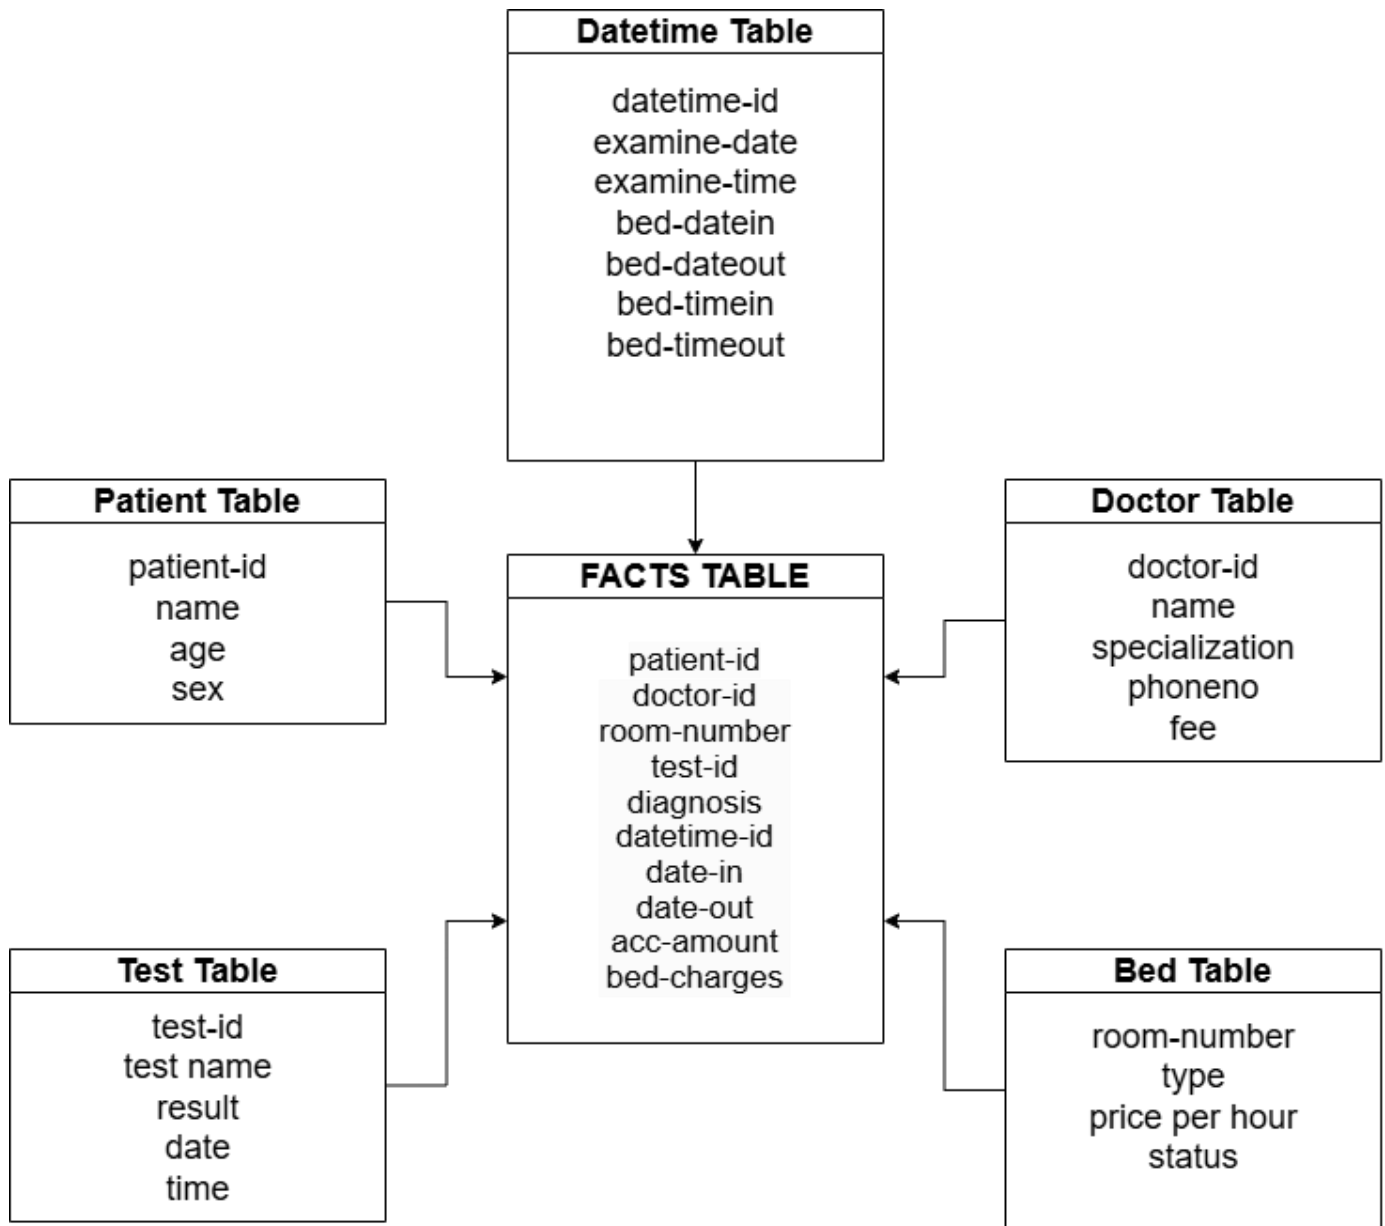 Datetime Table
datetime-id
examine-date
examine-time
bed-datein
bed-dateout
bed-timein
bed-timeout
Patient Table
patient-id
name
age
sex
FACTS TABLE
patient-id
doctor-id
room-number
test-id
diagnosis
datetime-id
date-in
date-out
acc-amount
bed-charges
Doctor Table
doctor-id
name
specialization
phoneno
fee
Test Table
test-id
test name
result
date
time
Bed Table
room-number
type
price per hour
status